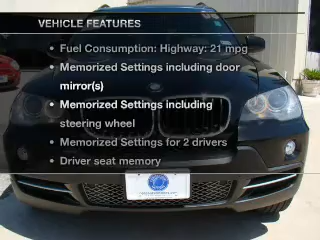 VEHICLE FEATURES
• Fuel Consumption: Highway: 21 mpg
• Memorized Settings including door
mirror(s)
• Memorized Settings including
steering wheel
• Memorized Settings for 2 drivers
• Driver seat memory